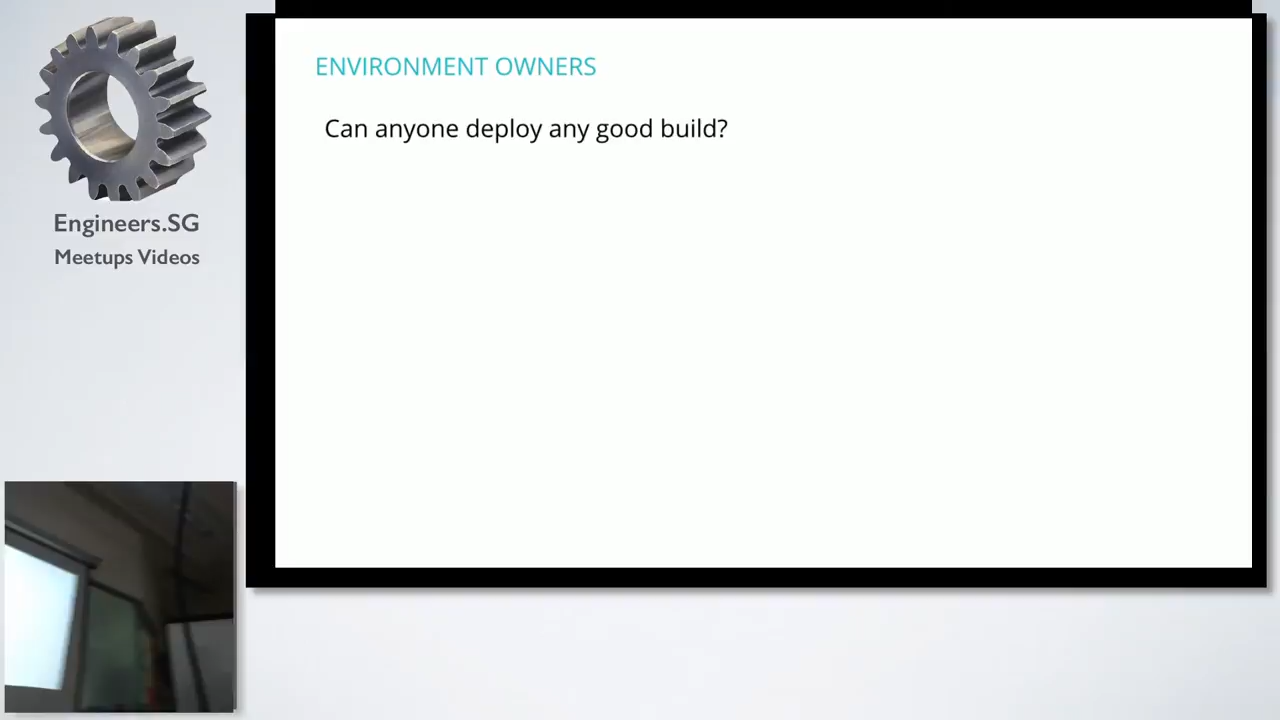 ENVIRONMENT OWNERS
Can anyone deploy any good build?
Engineers.SG
Meetups Videos